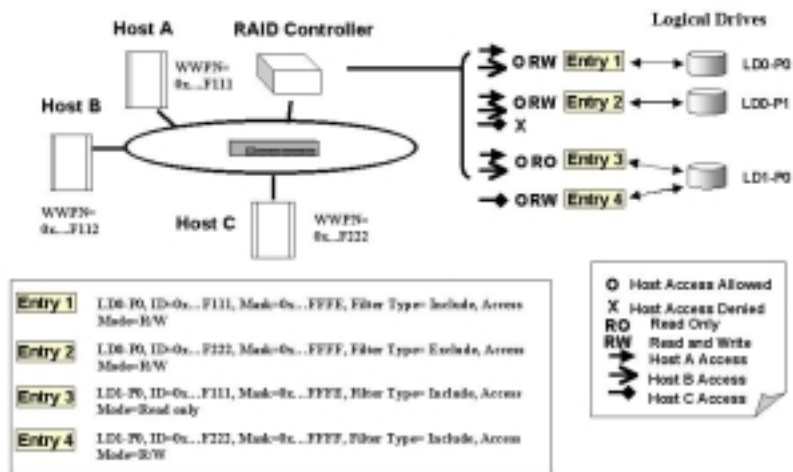 Logical Drives
Host A
RAID Controller
WWPN=
0x...F111
O RW Entry 1
LD0-P0
Host B
O RW Entry 2
LD0-P1
X
O RO Entry 3
LD1-P0
O RW Entry 4
WWPN=
0x...F112
Host C
WWPN=
0x...F222
O Host Access Allowed
X Host Access Denied
RO Read Only
RW Read and Write
Host A Access
Host B Access
Host C Access
Entry 1 LD0-P0, ID=0x...F111, Mask=0x...FFFE, Filter Type= Include, Access
Mode=R/W
Entry 2 LD0-P0, ID=0x...F222, Mask=0x...FFFF, Filter Type= Exclude, Access
Mode=R/W
Entry 3 LD1-P0, ID=0x...F111, Mask=0x...FFFE, Filter Type= Include, Access
Mode=Read only
Entry 4 LD1-P0, ID=0x...F222, Mask=0x...FFFF, Filter Type= Include, Access
Mode=R/W